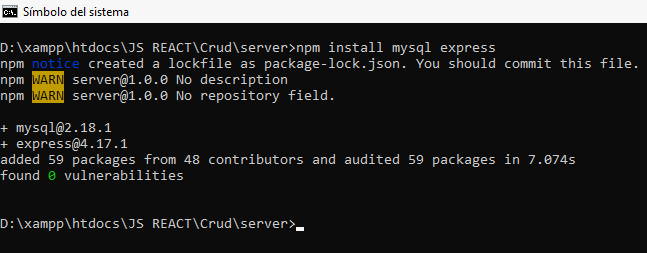 Símbolo del sistema
D:\xampp\htdocs\JS REACT\Crud\server>npm install mysql express
npm notice created a lockfile as package-lock.json. You should commit this file.
npm WARN server@1.0.0 No description
npm WARN server@1.0.0 No repository field.
+ mysql@2.18.1
+ express@4.17.1
added 59 packages from 48 contributors and audited 59 packages in 7.074s
found 0 vulnerabilities
D:\xampp\htdocs\JS REACT\Crud\server>